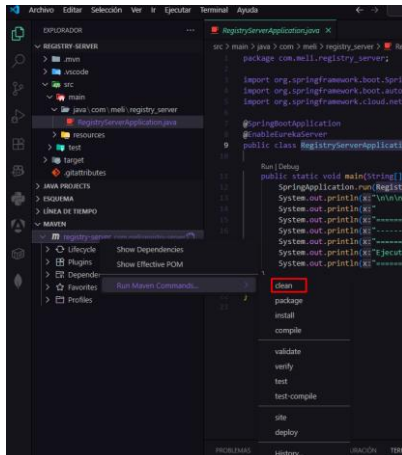 Archivo Editar Selección Ver Ir Ejecutar Terminal Ayuda
EXPLORADOR
RegistryServerApplication.java
REGISTRY-SERVER
src > main > java > com > meli > registry_server >
.mvn
package com.meli.registry_server;
.vscode
src
import org.springframework.boot.Spri
main
import org.springframework.boot.auto
java\com\meli\registry_server
import org.springframework.cloud.net
RegistryServerApplication.java
resources
@SpringBootApplication
test
@EnableEurekaServer
target
9 public class RegistryServerApplicati
.gitattributes
Run | Debug
JAVA PROJECTS
public static void main(String[]
ESQUEMA
SpringApplication.run(Regist
LÍNEA DE TIEMPO
System.out.println(x:"\n\n\n
MAVEN
System.out.println(x:"
registry-server
System.out.println(x:"======
Lifecycle
Show Dependencies
System.out.println(x:"------
Plugins
Show Effective POM
System.out.println(x:"======
Depende
System.out.println(x:"Ejecut
Favorites
Run Maven Commands...
clean
Profiles
package
install
compile
validate
verify
test
test-compile
site
deploy
History
PROBLEMAS